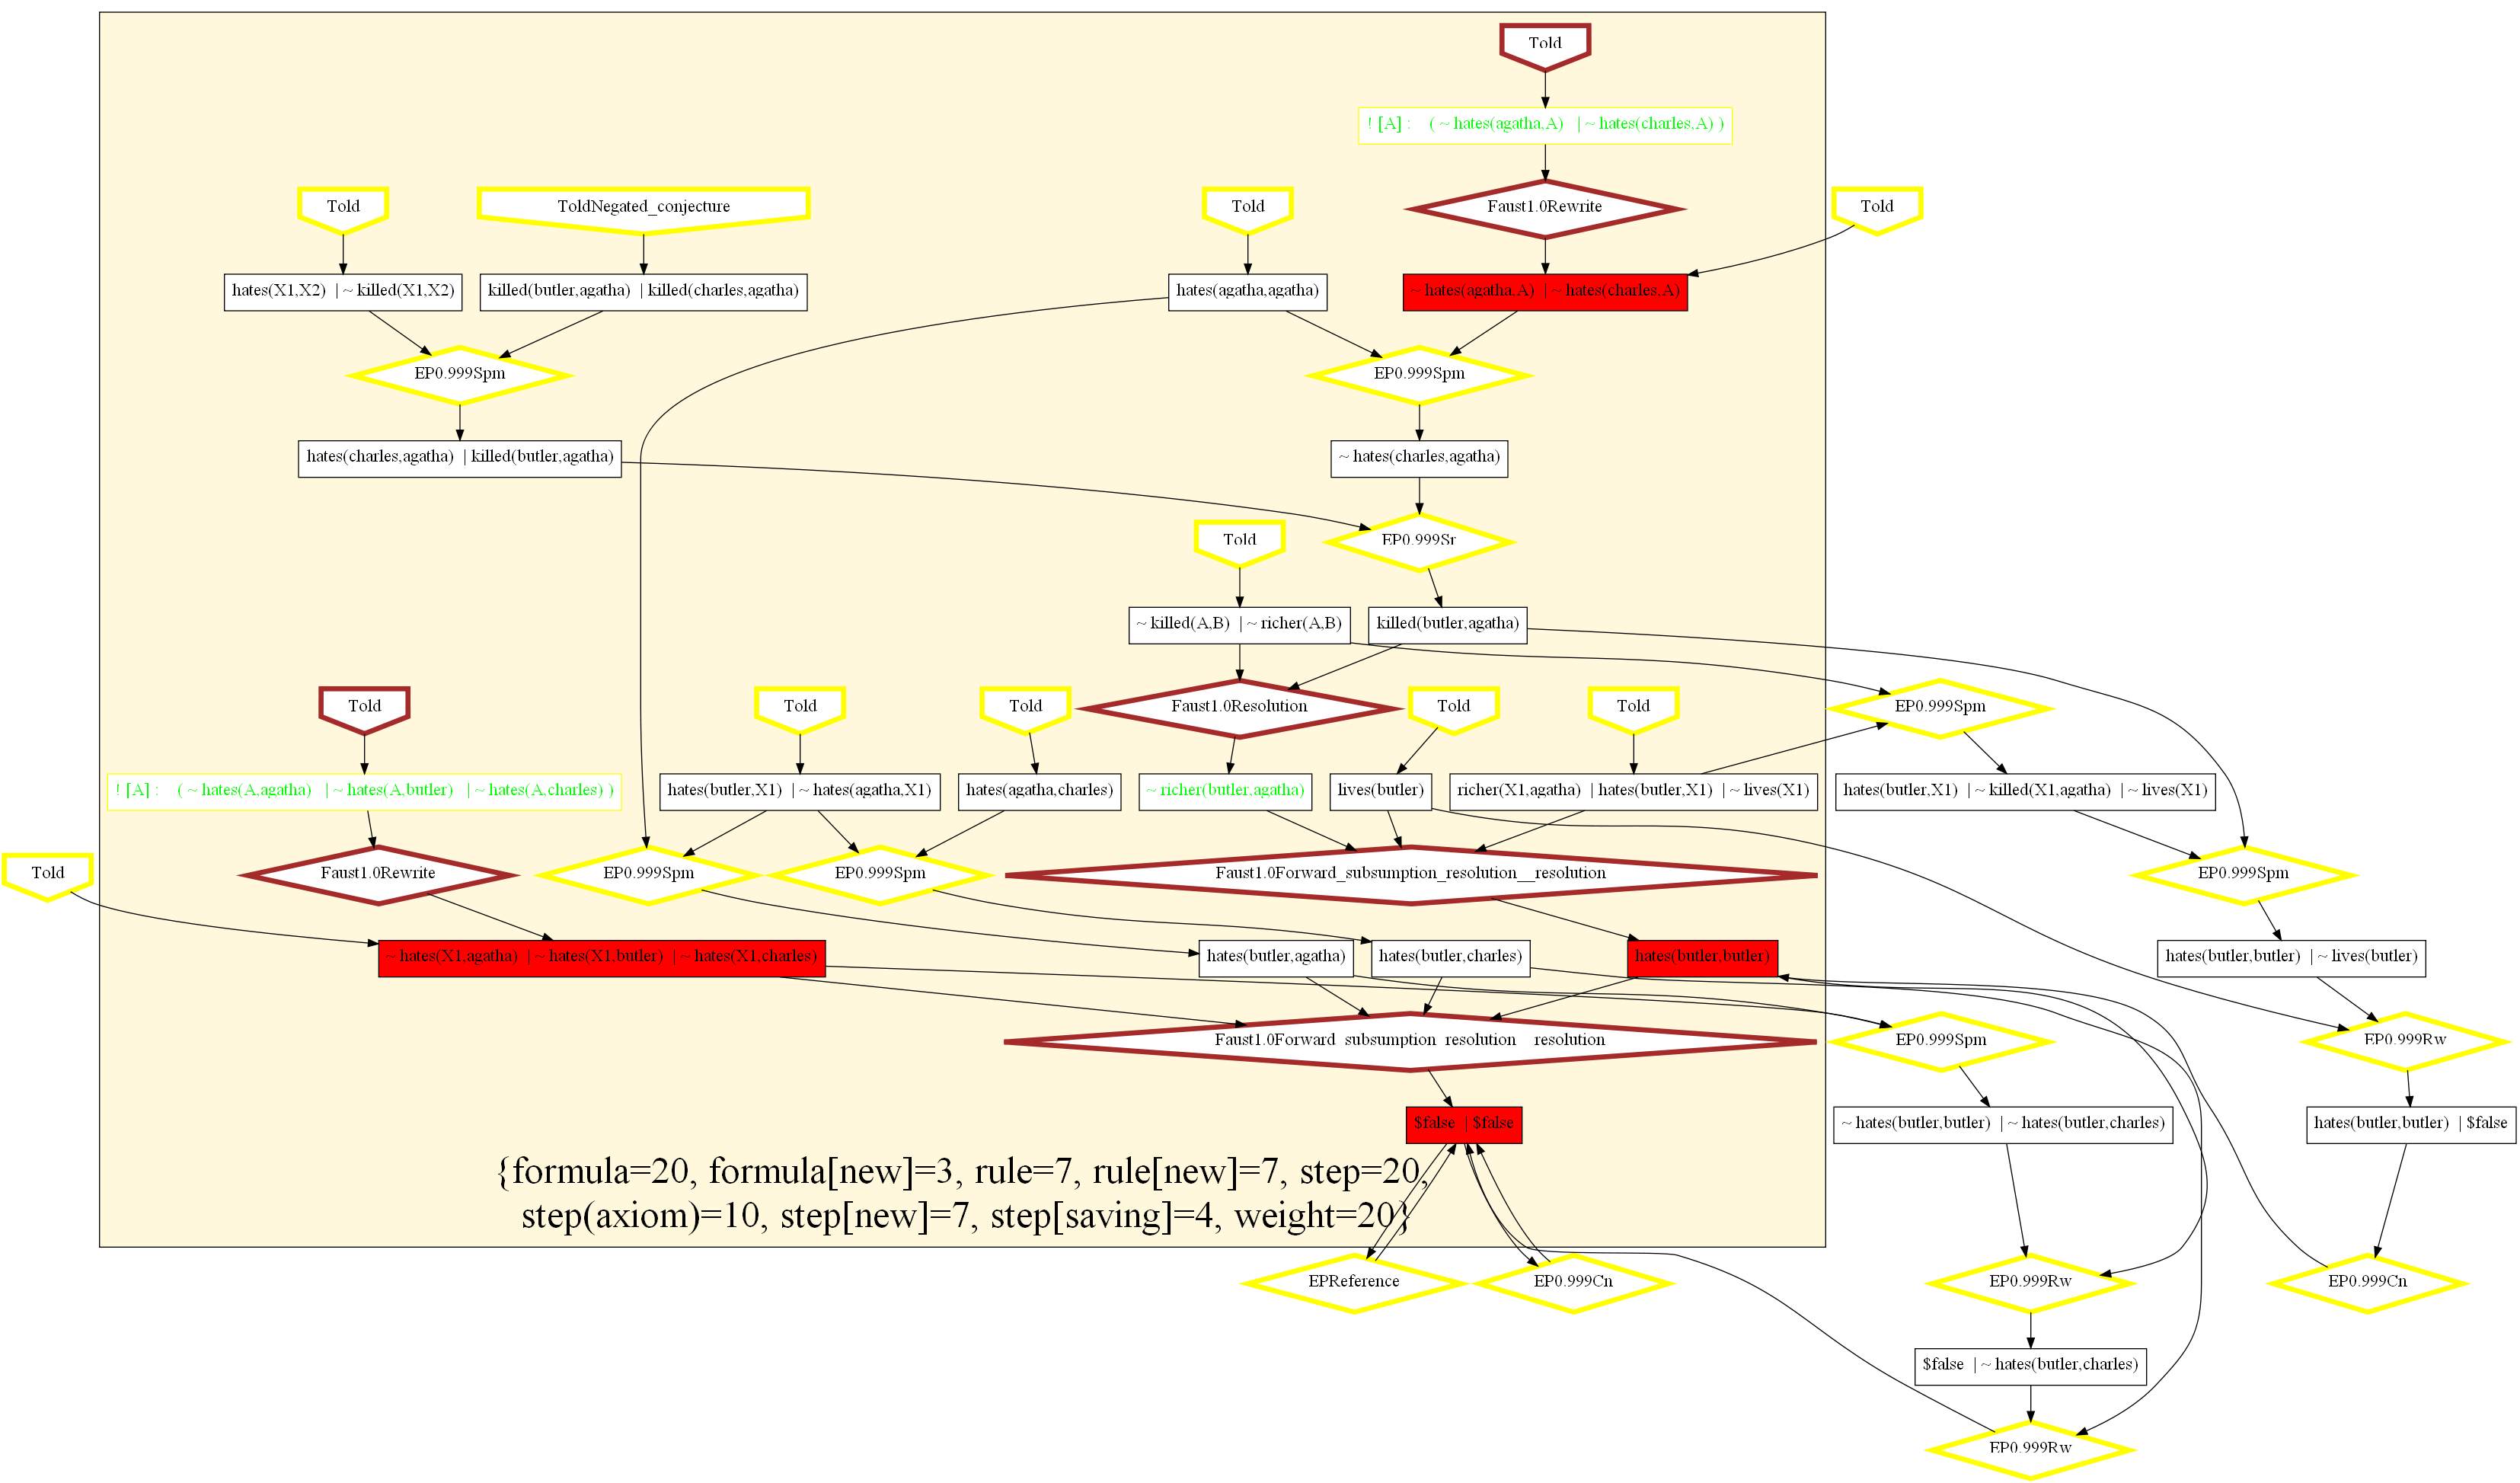 Told
! [A] : ( ~ hates(agatha,A) | ~ hates(charles,A) )
Told
ToldNegated_conjecture
Told
Faust1.0Rewrite
Told
hates(X1,X2) | ~ killed(X1,X2)
killed(butler,agatha) | killed(charles,agatha)
hates(agatha,agatha)
~ hates(agatha,A) | ~ hates(charles,A)
EP0.999Spm
EP0.999Spm
hates(charles,agatha) | killed(butler,agatha)
~ hates(charles,agatha)
Told
EP0.999Sr
~ killed(A,B) | ~ richer(A,B)
killed(butler,agatha)
Told
Told
Told
Faust1.0Resolution
Told
Told
EP0.999Spm
! [A] : ( ~ hates(A,agatha) | ~ hates(A,butler) | ~ hates(A,charles) )
hates(butler,X1) | ~ hates(agatha,X1)
hates(agatha,charles)
~ richer(butler,agatha)
lives(butler)
richer(X1,agatha) | hates(butler,X1) | ~ lives(X1)
hates(butler,X1) | ~ killed(X1,agatha) | ~ lives(X1)
Told
Faust1.0Rewrite
EP0.999Spm
EP0.999Spm
Faust1.0Forward_subsumption_resolution__resolution
EP0.999Spm
~ hates(X1,agatha) | ~ hates(X1,butler) | ~ hates(X1,charles)
hates(butler,agatha)
hates(butler,charles)
hates(butler,butler)
hates(butler,butler) | ~ lives(butler)
Faust1.0Forward_subsumption_resolution__resolution
EP0.999Spm
EP0.999Rw
$false | $false
~ hates(butler,butler) | ~ hates(butler,charles)
hates(butler,butler) | $false
{formula=20, formula[new]=3, rule=7, rule[new]=7, step=20,
step(axiom)=10, step[new]=7, step[saving]=4, weight=20}
EPReference
EP0.999Cn
EP0.999Rw
EP0.999Cn
$false | ~ hates(butler,charles)
EP0.999Rw